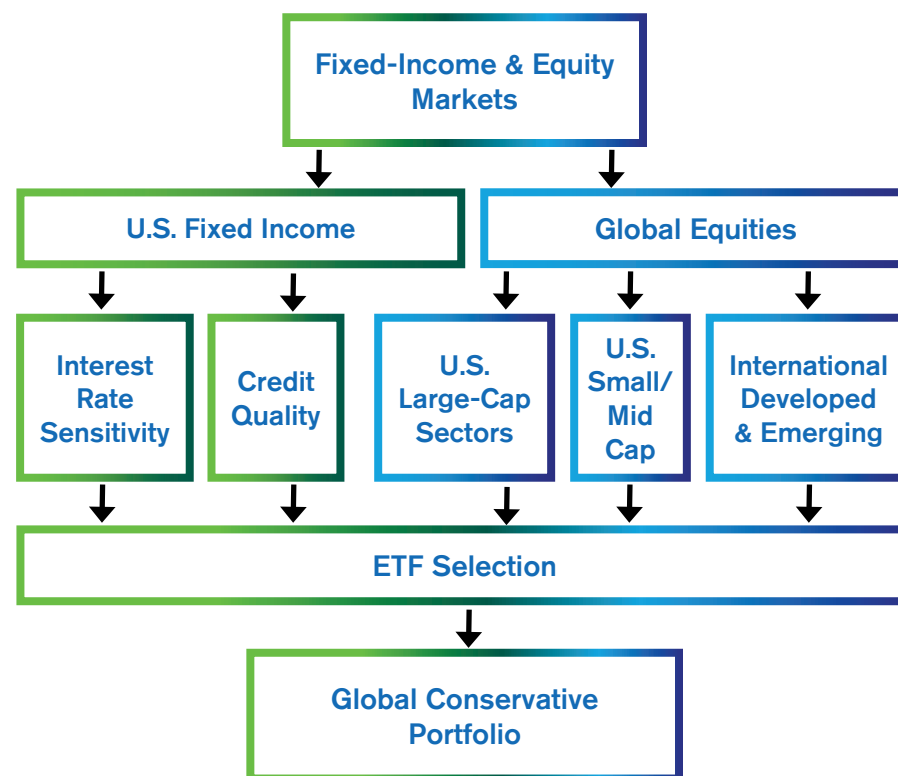 Fixed-Income & Equity
Markets
U.S. Fixed Income
Global Equities
Interest
Rate
Sensitivity
Credit
Quality
U.S.
Large-Cap
Sectors
U.S.
Small/
Mid
Cap
International
Developed
& Emerging
ETF Selection
Global Conservative
Portfolio